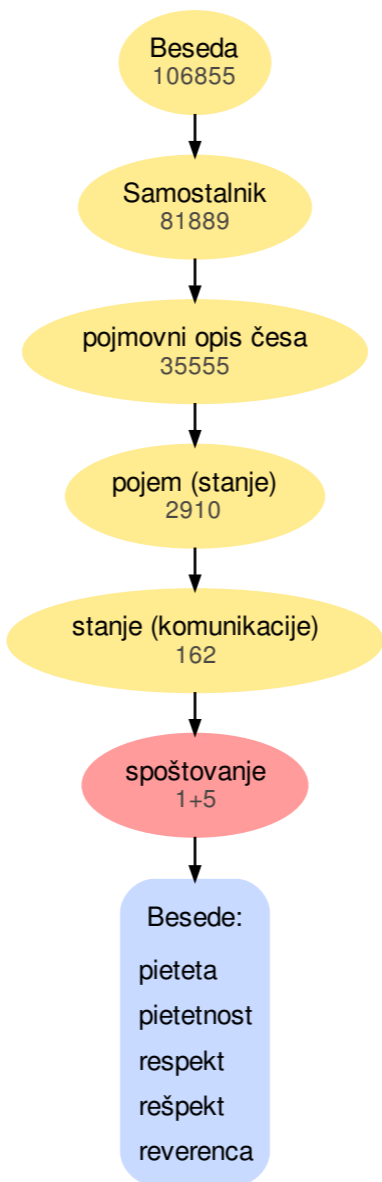 Beseda
106855
Samostalnik
81889
pojmovni opis česa
35555
pojem (stanje)
2910
stanje (komunikacije)
162
spoštovanje
1+5
Besede:
pieteta
pietetnost
respekt
rešpekt
reverenca